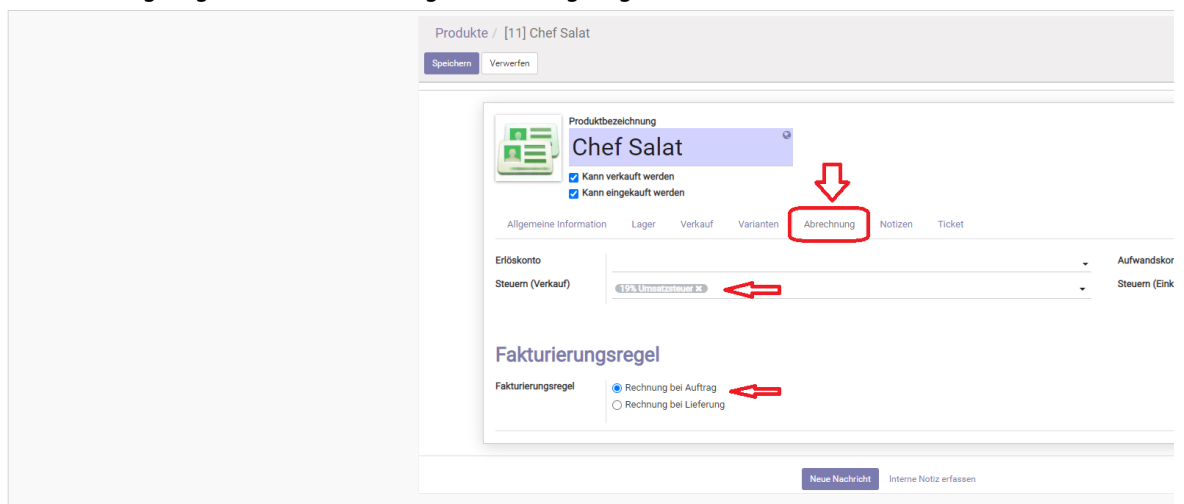 Produkte / [11] Chef Salat
Speichern Verwerfen
Produktbezeichnung
Chef Salat
Kann verkauft werden
Kann eingekauft werden
Allgemeine Information Lager Verkauf Varianten Abrechnung Notizen Ticket
Erlöskonto Aufwandskor
Steuern (Verkauf) 19% Umsatzsteuer x Steuern (Eink
Fakturierungsregel
Fakturierungsregel Rechnung bei Auftrag
Rechnung bei Lieferung
Neue Nachricht Interne Notiz erfassen